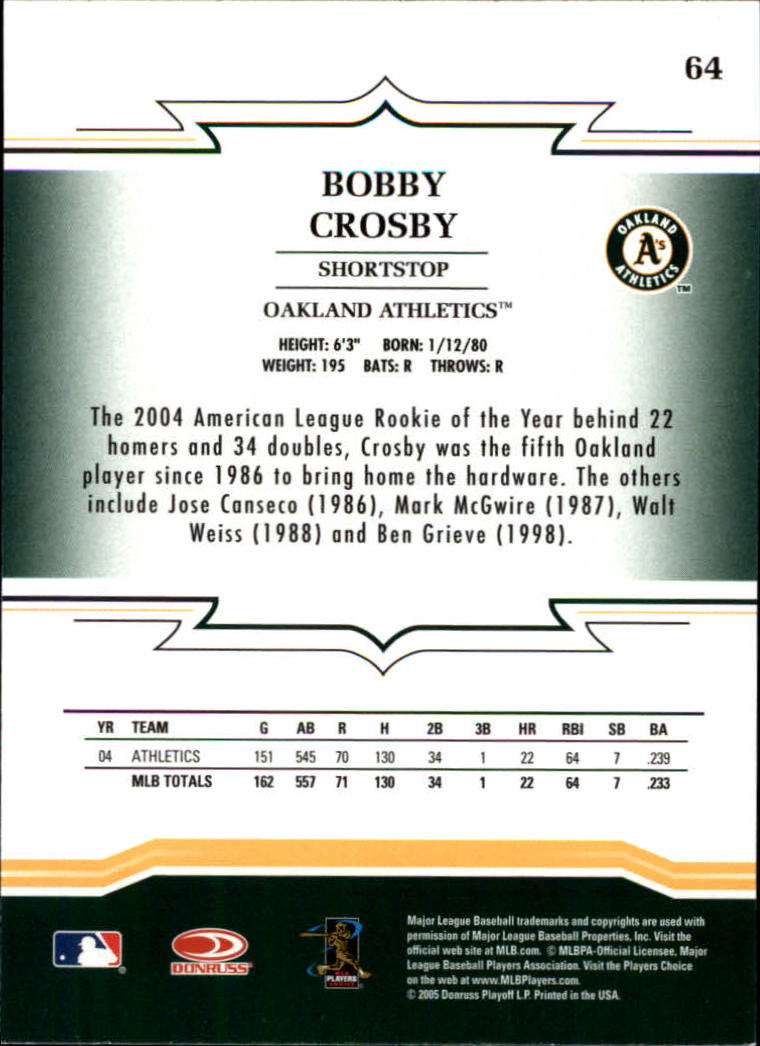 64
BOBBY
CROSBY
SHORTSTOP
OAKLAND ATHLETICS™
OAKLAND
A's
ATHLETICS
TM
HEIGHT: 6'3" BORN: 1/12/80
WEIGHT: 195 BATS: R THROWS: R
The 2004 American League Rookie of the Year behind 22
homers and 34 doubles, Crosby was the fifth Oakland
player since 1986 to bring home the hardware. The others
include Jose Canseco (1986), Mark McGwire (1987), Walt
Weiss (1988) and Ben Grieve (1998).
YR TEAM G AB R H 2B 3B HR RBI SB BA
04 ATHLETICS 151 545 70 130 34 1 22 64 7 .239
MLB TOTALS 162 557 71 130 34 1 22 64 7 .233
DONRUSS
MLB
PLAYERS
CHOICE
Major League Baseball trademarks and copyrights are used with
permission of Major League Baseball Properties, Inc. Visit the
official web site at MLB.com. © MLBPA-Official Licensee, Major
League Baseball Players Association. Visit the Players Choice
on the web at www.MLBPlayers.com.
© 2005 Donruss Playoff L.P. Printed in the USA.